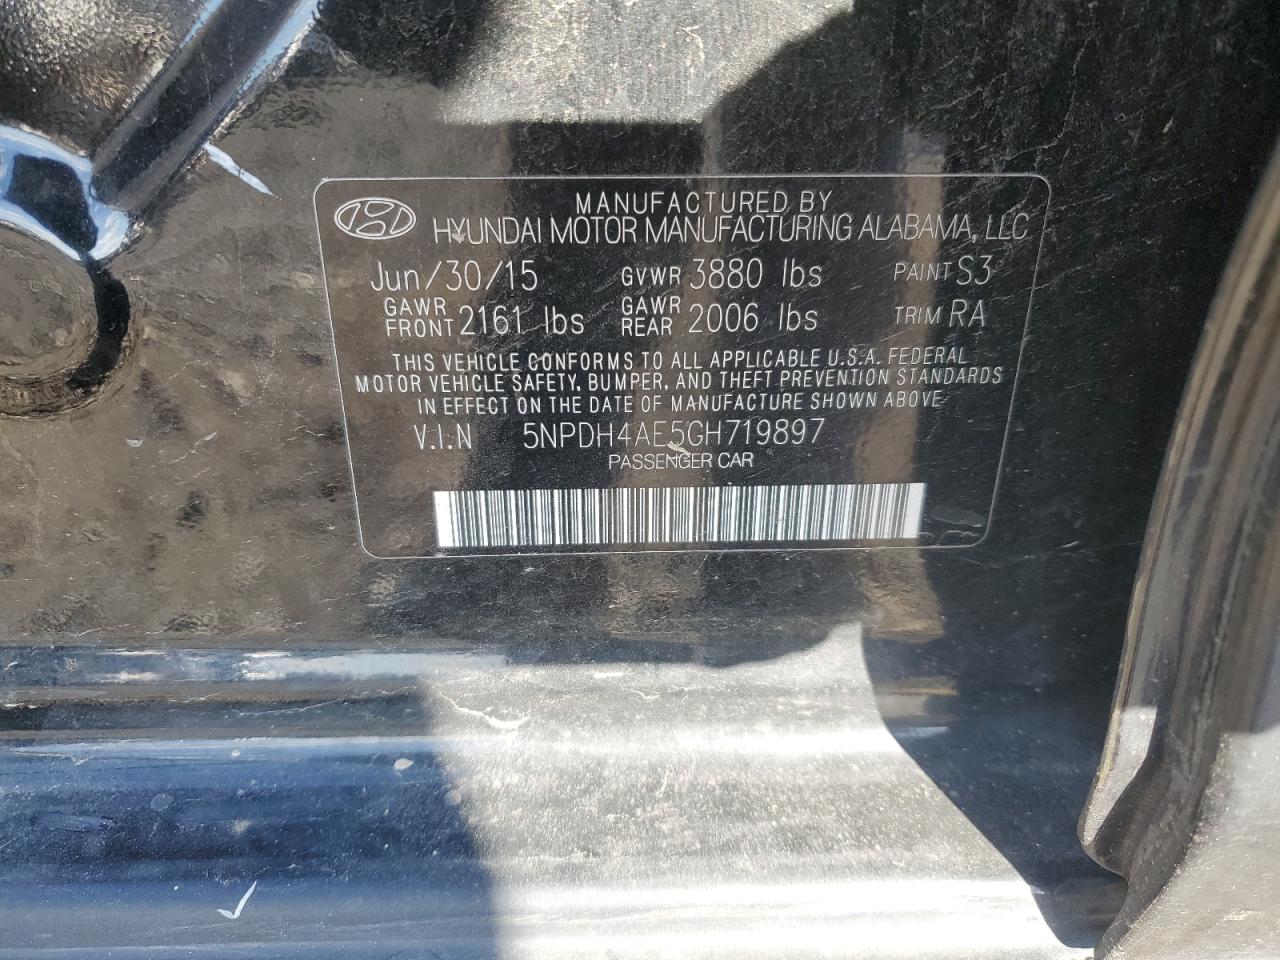 MANUFACTURED BY
HYUNDAI MOTOR MANUFACTURING ALABAMA, LLC
Jun/30/15 GVWR 3880 lbs PAINT S3
GAWR FRONT 2161 lbs GAWR REAR 2006 lbs TRIM RA
THIS VEHICLE CONFORMS TO ALL APPLICABLE U.S.A. FEDERAL
MOTOR VEHICLE SAFETY, BUMPER, AND THEFT PREVENTION STANDARDS
IN EFFECT ON THE DATE OF MANUFACTURE SHOWN ABOVE
V.I.N 5NPDH4AE5GH719897
PASSENGER CAR